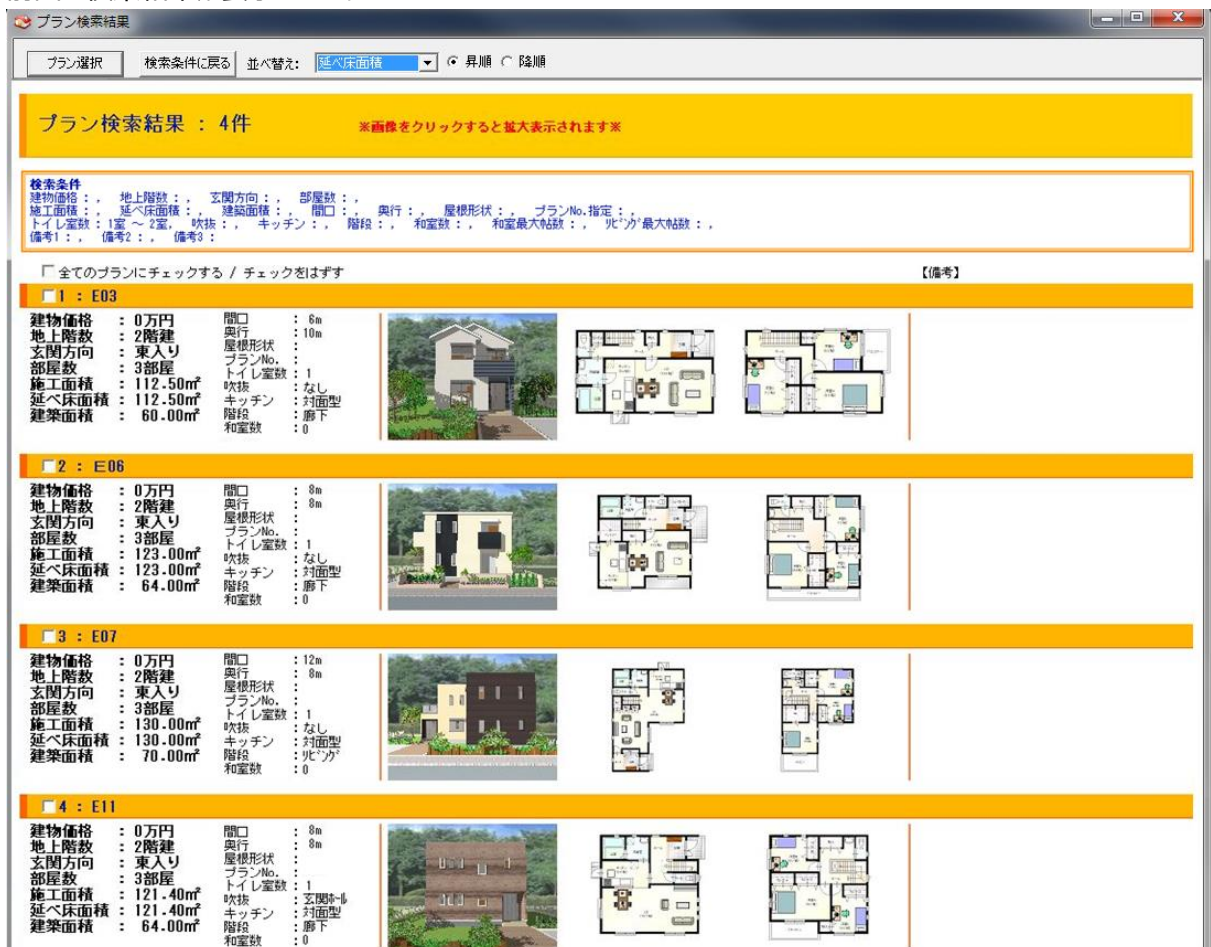 プラン検索結果
プラン選択 検索条件に戻る 並べ替え: 延べ床面積 昇順 降順
プラン検索結果 : 4件 ※画像をクリックすると拡大表示されます※
検索条件
建物価格:, 地上階数:, 玄関方向:, 部屋数:,
施工面積:, 延べ床面積:, 建築面積:, 間口:, 奥行:, 屋根形状:, プランNo.指定:,
トイレ室数:1室 ~ 2室, 吹抜:, キッチン:, 階段:, 和室数:, 和室最大帖数:, リビング最大帖数:,
備考1:, 備考2:, 備考3:
全てのプランにチェックする / チェックをはずす 【備考】
1 : E03
建物価格 : 0万円
地上階数 : 2階建
玄関方向 : 東入り
部屋数 : 3部屋
施工面積 : 112.50㎡
延べ床面積 : 112.50㎡
建築面積 : 60.00㎡
間口 : 6m
奥行 : 10m
屋根形状 :
プランNo. :
トイレ室数 : 1
吹抜 : なし
キッチン : 対面型
階段 : 廊下
和室数 : 0
2 : E06
建物価格 : 0万円
地上階数 : 2階建
玄関方向 : 東入り
部屋数 : 3部屋
施工面積 : 123.00㎡
延べ床面積 : 123.00㎡
建築面積 : 64.00㎡
間口 : 8m
奥行 : 8m
屋根形状 :
プランNo. :
トイレ室数 : 1
吹抜 : なし
キッチン : 対面型
階段 : 廊下
和室数 : 0
3 : E07
建物価格 : 0万円
地上階数 : 2階建
玄関方向 : 東入り
部屋数 : 3部屋
施工面積 : 130.00㎡
延べ床面積 : 130.00㎡
建築面積 : 70.00㎡
間口 : 12m
奥行 : 8m
屋根形状 :
プランNo. :
トイレ室数 : 1
吹抜 : なし
キッチン : 対面型
階段 : リビング
和室数 : 0
4 : E11
建物価格 : 0万円
地上階数 : 2階建
玄関方向 : 東入り
部屋数 : 3部屋
施工面積 : 121.40㎡
延べ床面積 : 121.40㎡
建築面積 : 64.00㎡
間口 : 8m
奥行 : 8m
屋根形状 :
プランNo. :
トイレ室数 : 1
吹抜 : 玄関ホール
キッチン : 対面型
階段 : 廊下
和室数 : 0